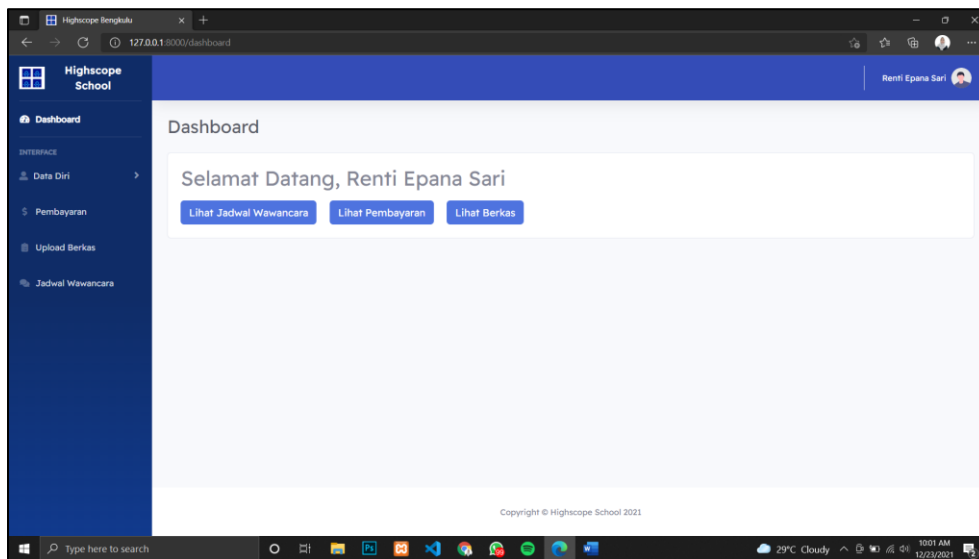 Highscope Bengkulu
127.0.0.1:8000/dashboard
Highscope
School
Renti Epana Sari
Dashboard
INTERFACE
Data Diri
Pembayaran
Upload Berkas
Jadwal Wawancara
Dashboard
Selamat Datang, Renti Epana Sari
Lihat Jadwal Wawancara
Lihat Pembayaran
Lihat Berkas
Copyright © Highscope School 2021
Type here to search
Ps
29°C Cloudy
10:01 AM
12/23/2021